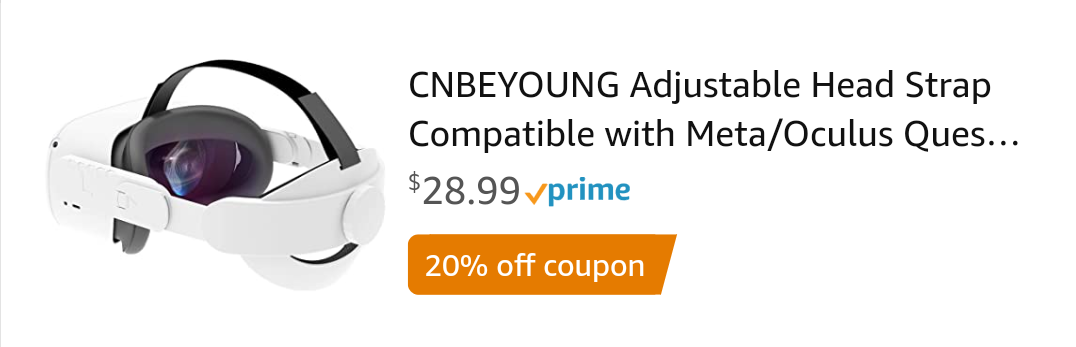 CNBEYOUNG Adjustable Head Strap
Compatible with Meta/Oculus Ques...
$28.99 prime
20% off coupon